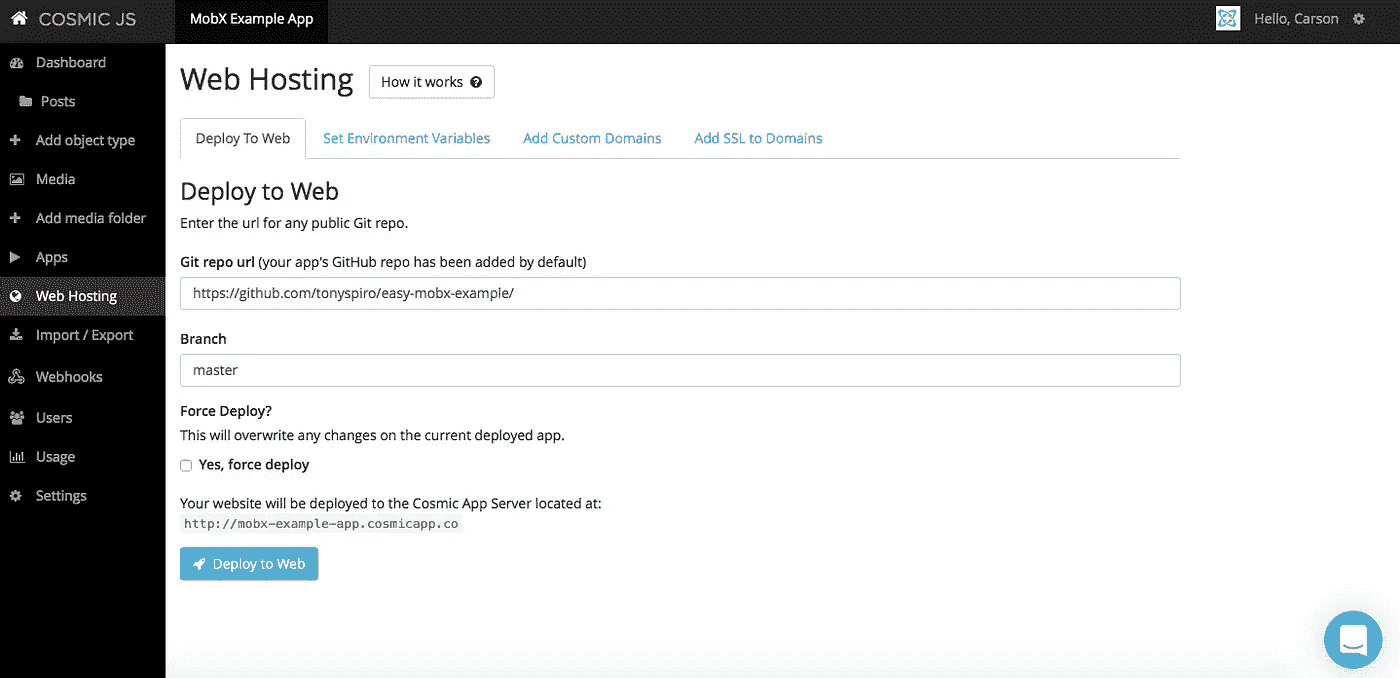 COSMIC JS
MobX Example App
Hello, Carson
Dashboard
Posts
Add object type
Media
Add media folder
Apps
Web Hosting
Import / Export
Webhooks
Users
Usage
Settings
Web Hosting
How it works ?
Deploy To Web
Set Environment Variables
Add Custom Domains
Add SSL to Domains
Deploy to Web
Enter the url for any public Git repo.
Git repo url (your app's GitHub repo has been added by default)
https://github.com/tonyspiro/easy-mobx-example/
Branch
master
Force Deploy?
This will overwrite any changes on the current deployed app.
Yes, force deploy
Your website will be deployed to the Cosmic App Server located at:
http://mobx-example-app.cosmicapp.co
Deploy to Web